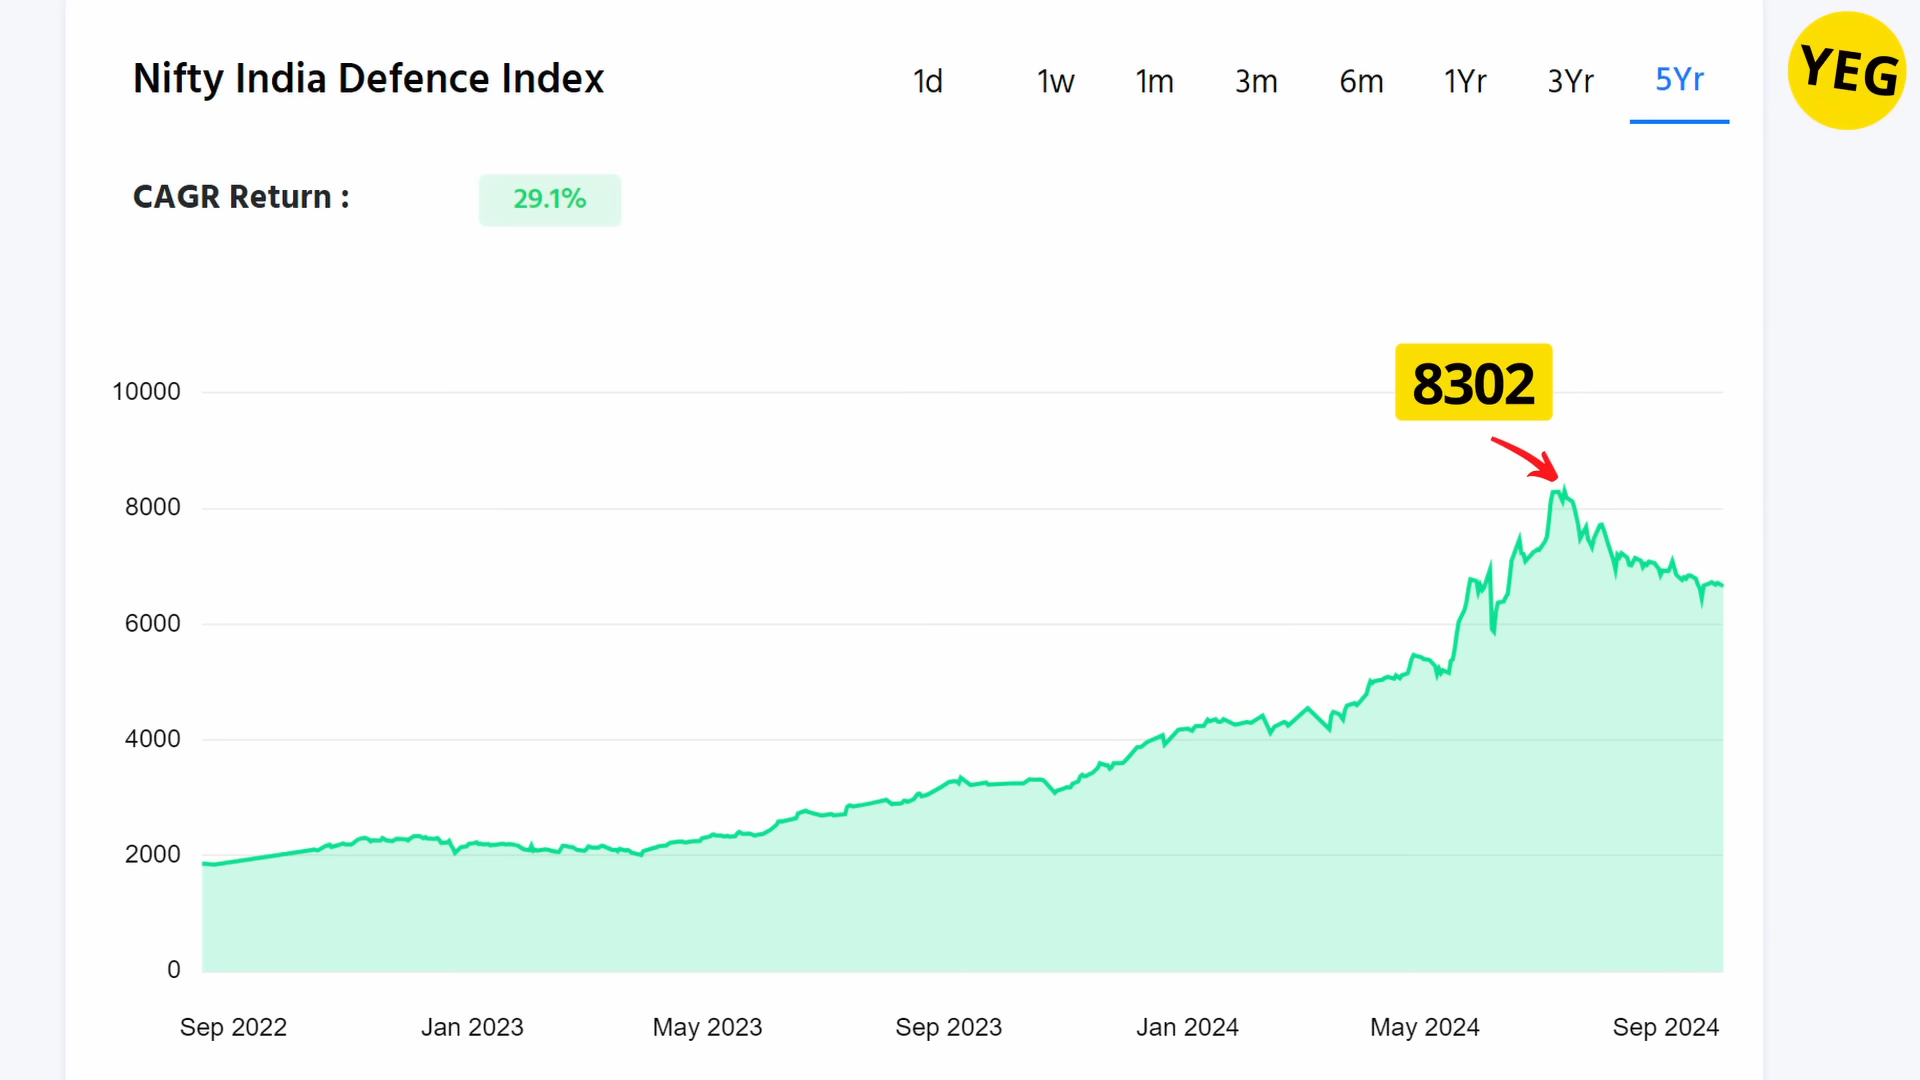 Nifty India Defence Index
1d 1w 1m 3m 6m 1Yr 3Yr 5Yr
YEG
CAGR Return : 29.1%
8302
10000
8000
6000
4000
2000
0
Sep 2022 Jan 2023 May 2023 Sep 2023 Jan 2024 May 2024 Sep 2024